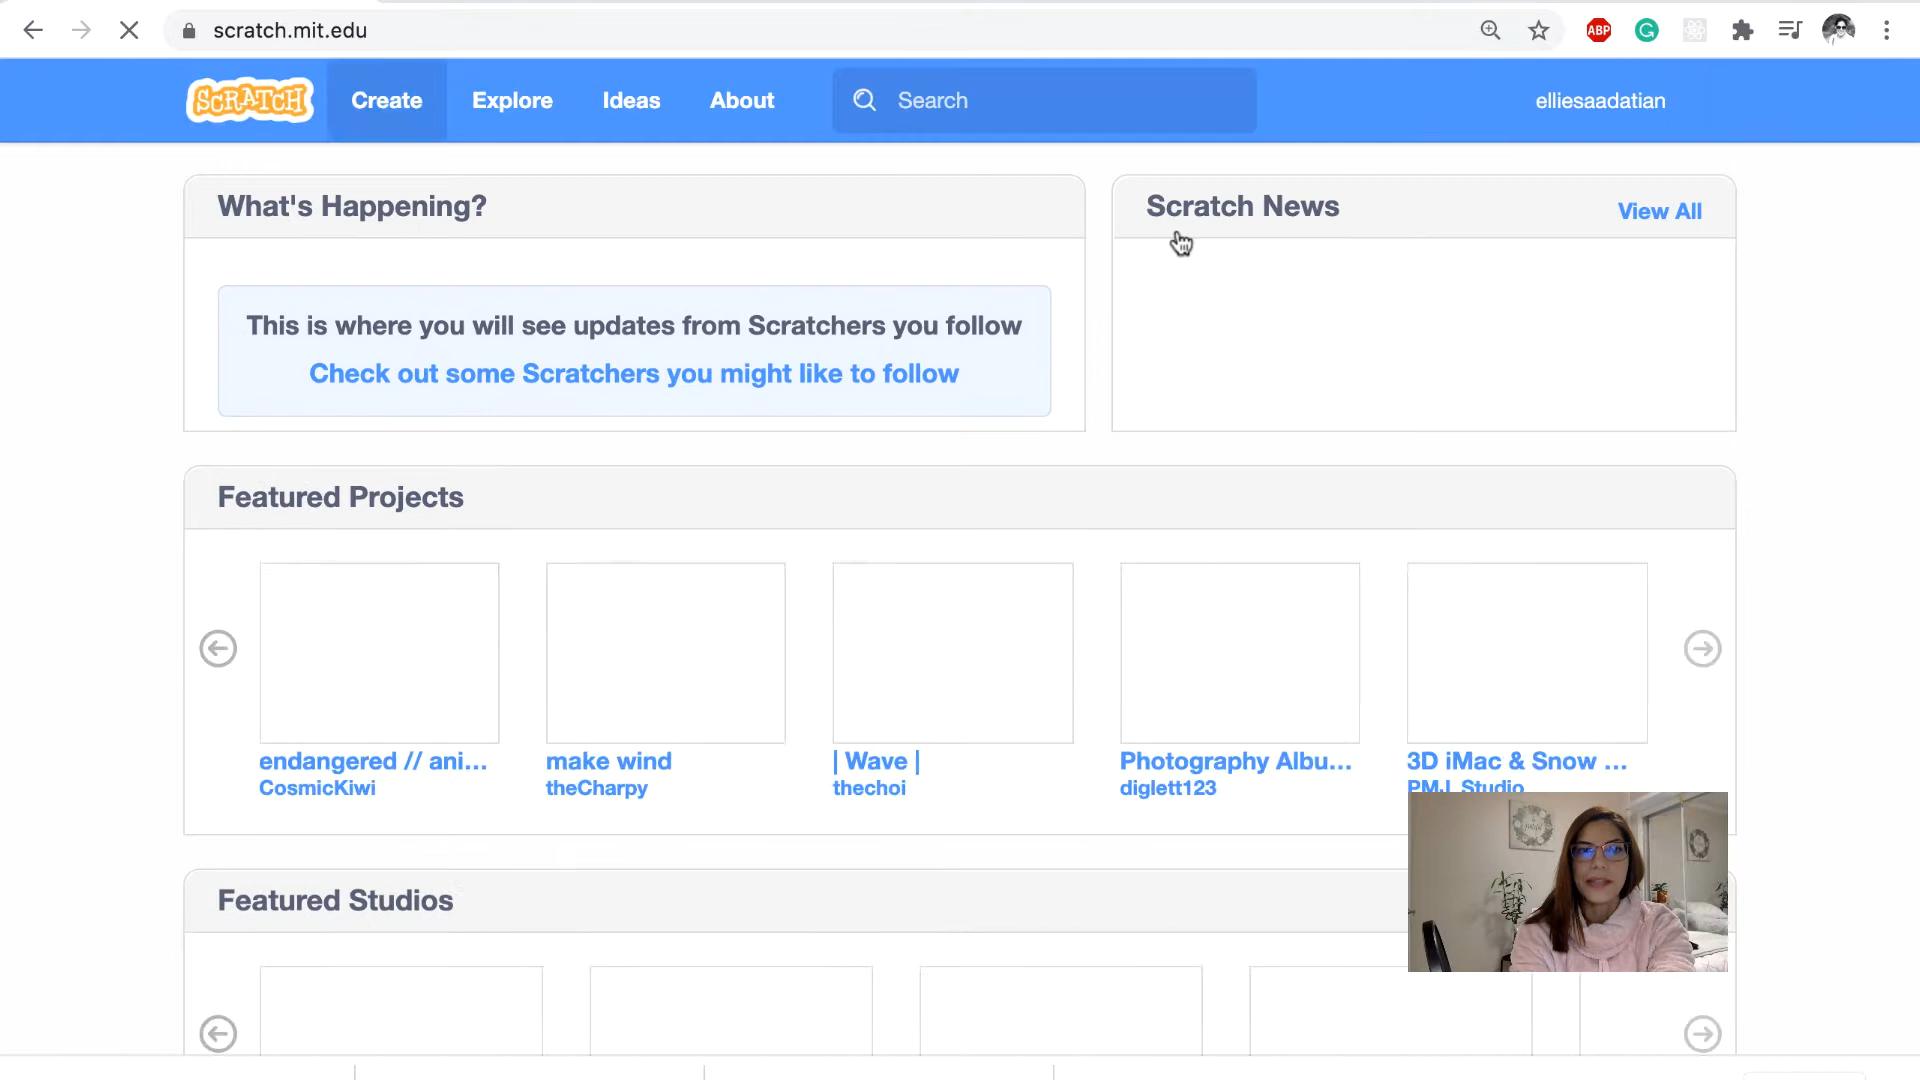 scratch.mit.edu
ABP
SCRATCH
Create
Explore
Ideas
About
Search
elliesaadatian
What's Happening?
This is where you will see updates from Scratchers you follow
Check out some Scratchers you might like to follow
Scratch News
View All
Featured Projects
endangered // ani...
CosmicKiwi
make wind
theCharpy
| Wave |
thechoi
Photography Albu...
diglett123
3D iMac & Snow ...
Featured Studios